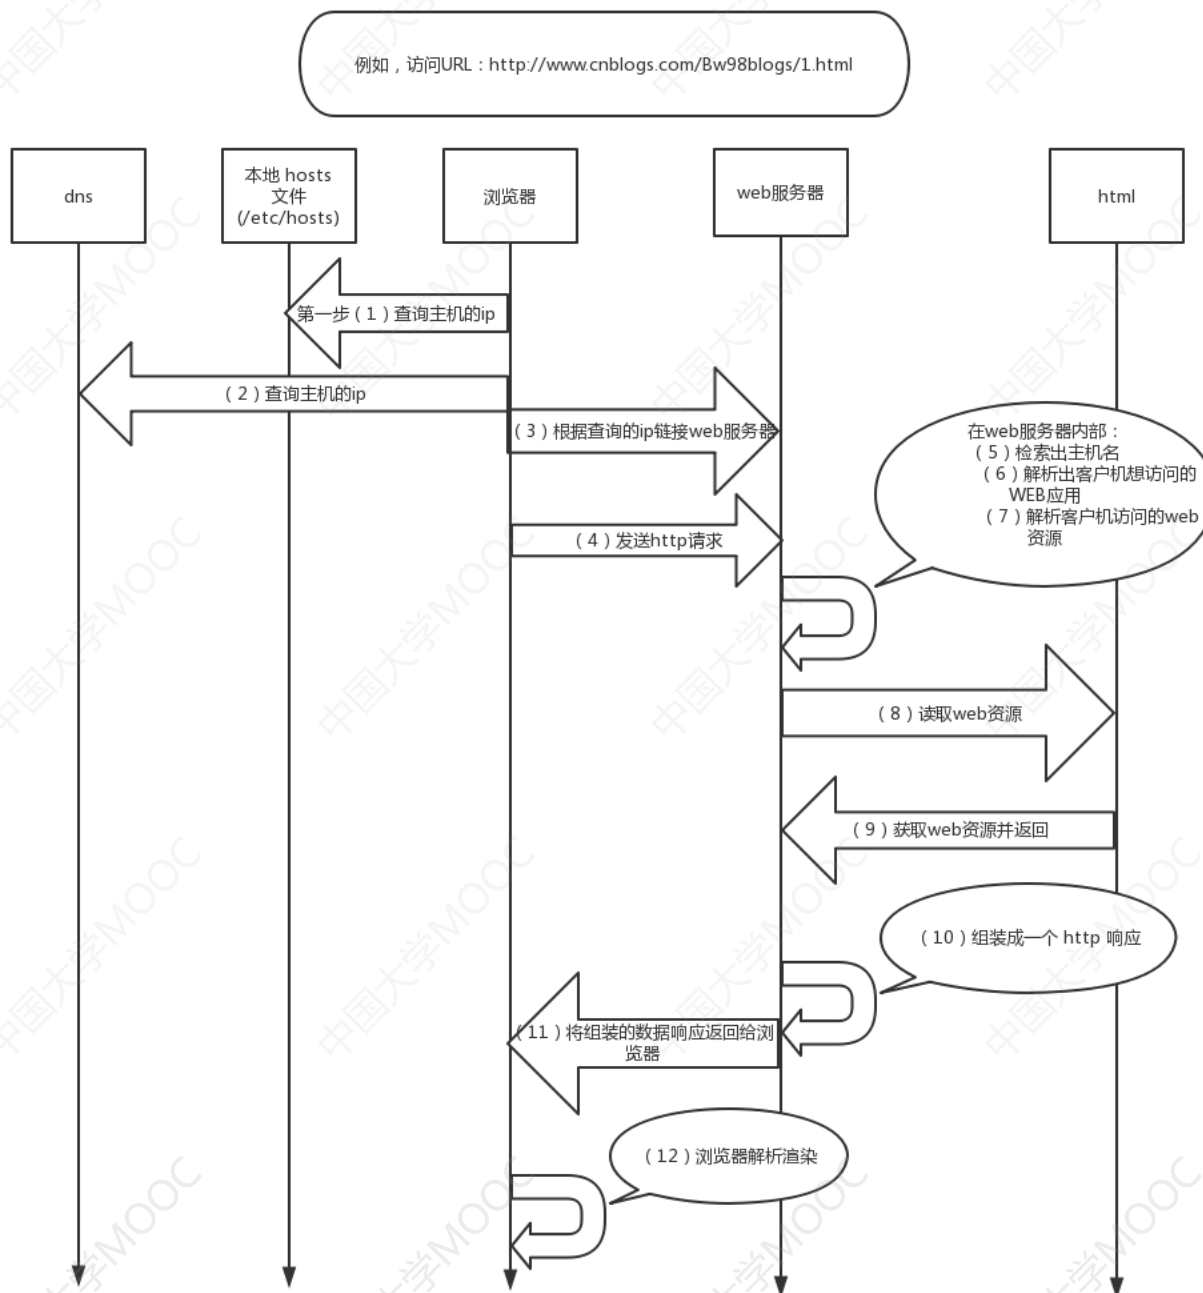 例如，访问URL：http://www.cnblogs.com/Bw98blogs/1.html
dns
本地 hosts
文件
(/etc/hosts)
浏览器
web服务器
html
第一步（1）查询主机的ip
（2）查询主机的ip
（3）根据查询的ip链接web服务器
在web服务器内部：
（5）检索出主机名
（6）解析出客户机想访问的
WEB应用
（7）解析客户机访问的web
资源
（4）发送http请求
（8）读取web资源
（9）获取web资源并返回
（10）组装成一个 http 响应
（11）将组装的数据响应返回给浏
览器
（12）浏览器解析渲染
中国大学MOOC